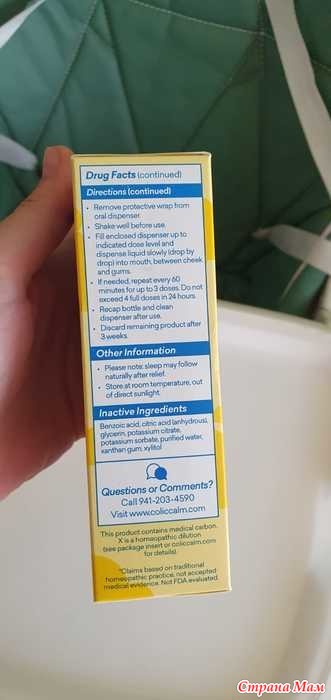 Drug Facts (continued)
Directions (continued)
• Remove protective wrap from
oral dispenser.
• Shake well before use.
• Fill enclosed dispenser up to
indicated dose level and
dispense liquid slowly (drop by
drop) into mouth, between cheek
and gums.
• If needed, repeat every 60
minutes for up to 3 doses. Do not
exceed 4 full doses in 24 hours.
• Recap bottle and clean
dispenser after use.
• Discard remaining product after
3 weeks.
Other Information
• Please note: sleep may follow
naturally after relief.
• Store at room temperature, out
of direct sunlight.
Inactive Ingredients
Benzoic acid, citric acid (anhydrous),
glycerin, potassium citrate,
potassium sorbate, purified water,
xanthan gum, xylitol
Questions or Comments?
Call 941-203-4590
Visit www.coliccalm.com
This product contains medical carbon.
X is a homeopathic dilution
(see package insert or coliccalm.com
for details).
*Claims based on traditional
homeopathic practice, not accepted
medical evidence. Not FDA evaluated.
Страна Мам